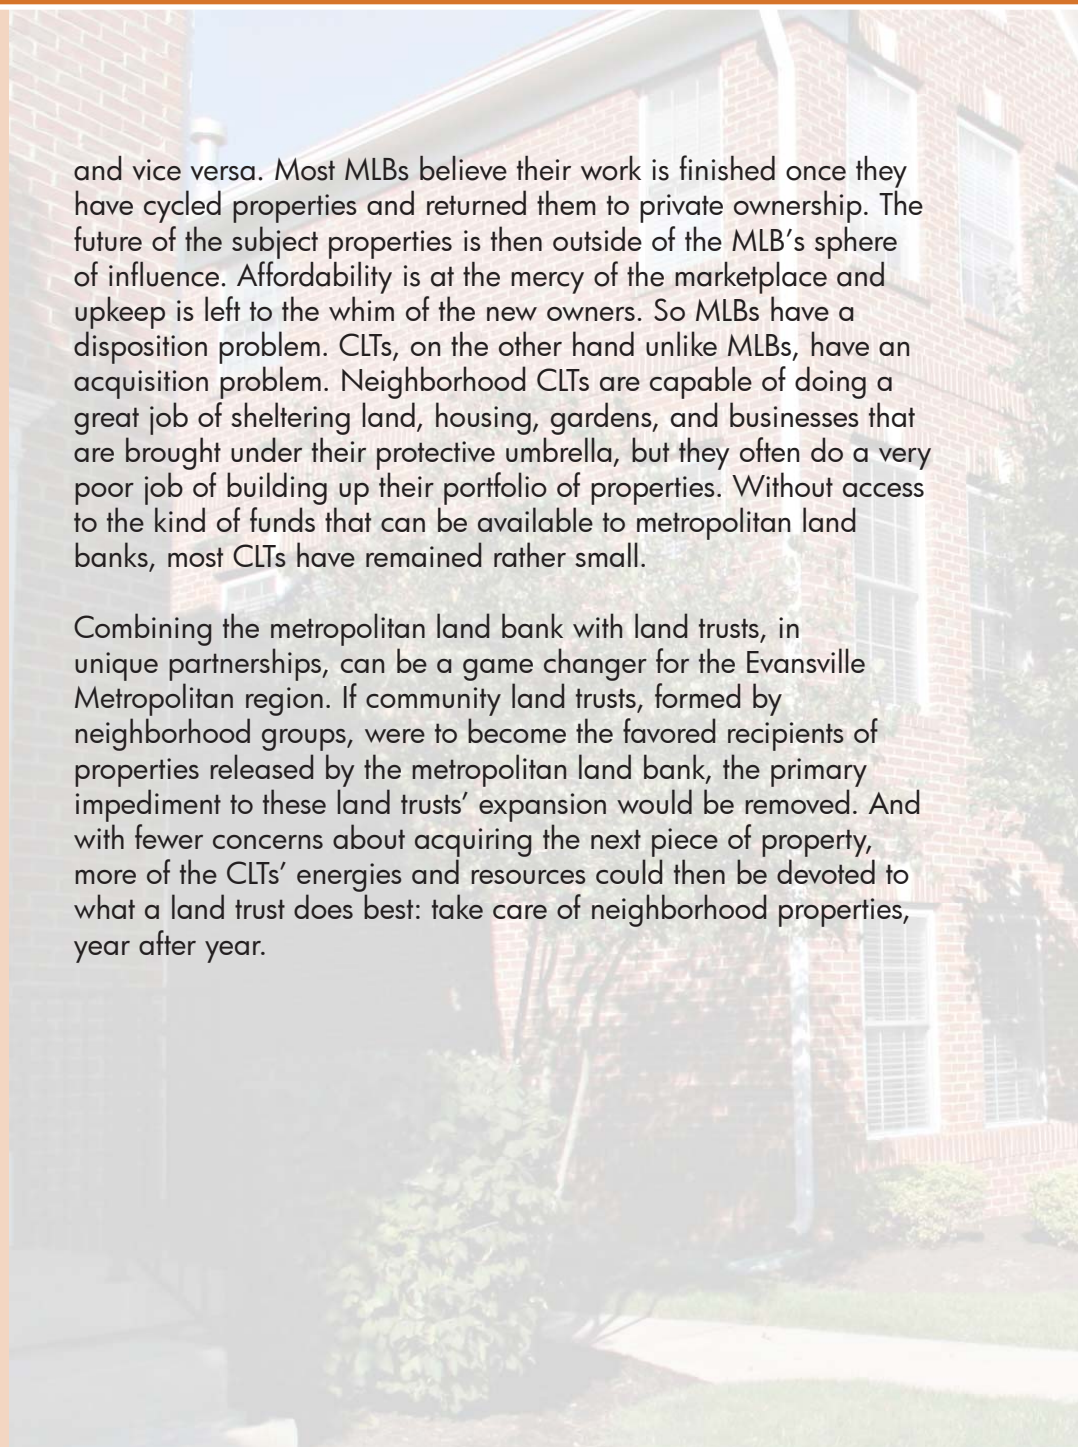 and vice versa. Most MLBs believe their work is finished once they
have cycled properties and returned them to private ownership. The
future of the subject properties is then outside of the MLB’s sphere
of influence. Affordability is at the mercy of the marketplace and
upkeep is left to the whim of the new owners. So MLBs have a
disposition problem. CLTs, on the other hand unlike MLBs, have an
acquisition problem. Neighborhood CLTs are capable of doing a
great job of sheltering land, housing, gardens, and businesses that
are brought under their protective umbrella, but they often do a very
poor job of building up their portfolio of properties. Without access
to the kind of funds that can be available to metropolitan land
banks, most CLTs have remained rather small.
Combining the metropolitan land bank with land trusts, in
unique partnerships, can be a game changer for the Evansville
Metropolitan region. If community land trusts, formed by
neighborhood groups, were to become the favored recipients of
properties released by the metropolitan land bank, the primary
impediment to these land trusts’ expansion would be removed. And
with fewer concerns about acquiring the next piece of property,
more of the CLTs’ energies and resources could then be devoted to
what a land trust does best: take care of neighborhood properties,
year after year.